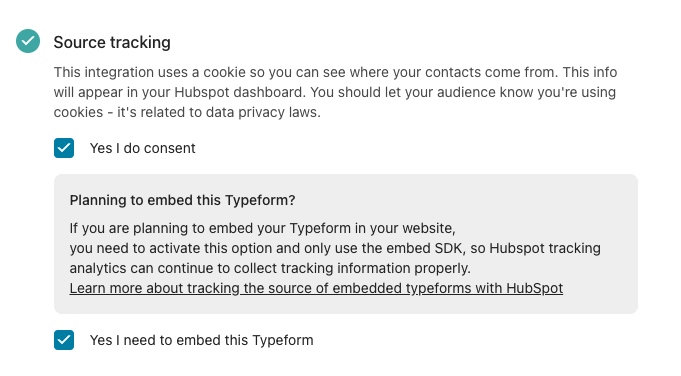 Source tracking
This integration uses a cookie so you can see where your contacts come from. This info
will appear in your Hubspot dashboard. You should let your audience know you're using
cookies - it's related to data privacy laws.
Yes I do consent
Planning to embed this Typeform?
If you are planning to embed your Typeform in your website,
you need to activate this option and only use the embed SDK, so Hubspot tracking
analytics can continue to collect tracking information properly.
Learn more about tracking the source of embedded typeforms with HubSpot
Yes I need to embed this Typeform